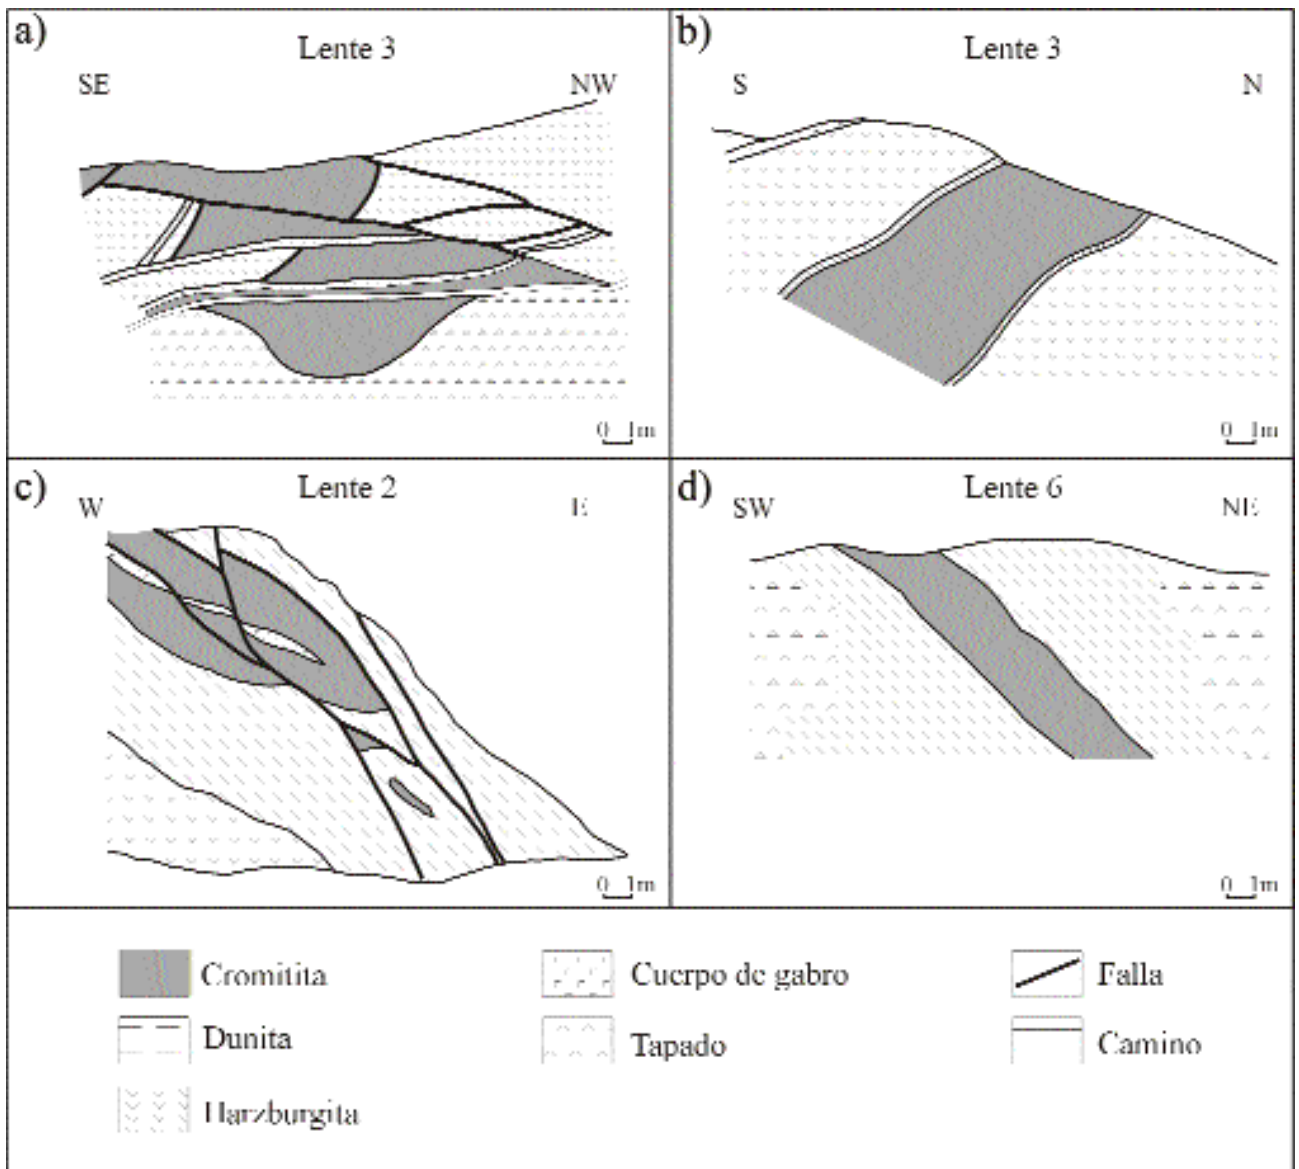 a)
Lente 3
SE
NW
0 1m
b)
Lente 3
S
N
0 1m
c)
Lente 2
W
E
0 1m
d)
Lente 6
SW
NE
0 1m
Cromitita
Cuerpo de gabro
Falla
Dunita
Tapado
Camino
Harzburgita